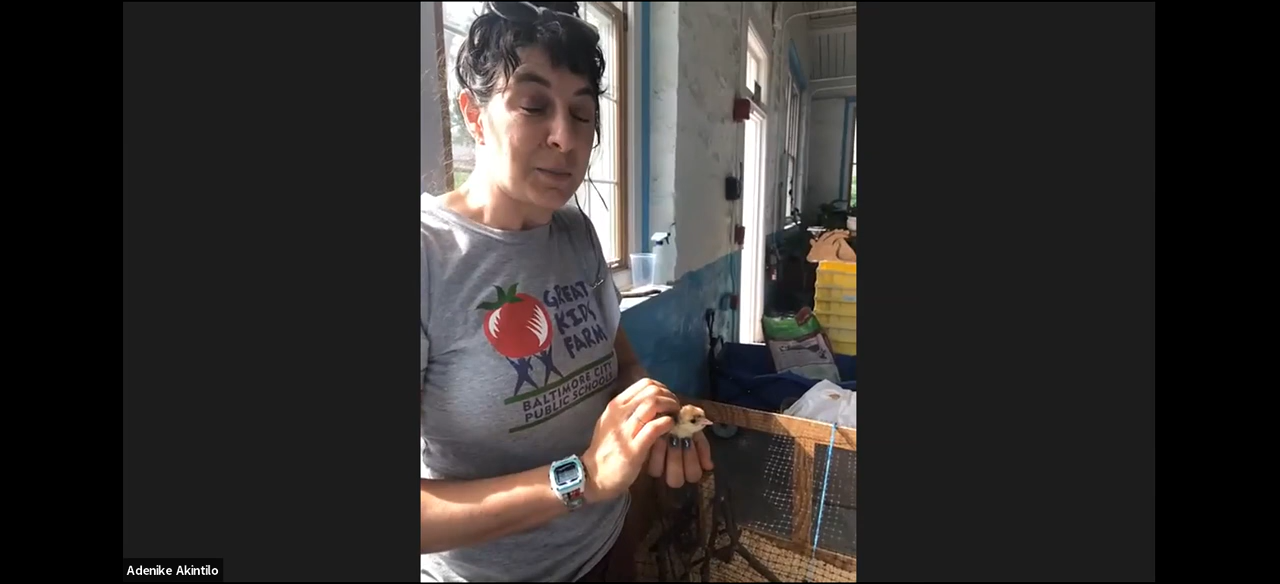 GREAT
KIDS
FARM
BALTIMORE CITY
PUBLIC SCHOOLS
Adenike Akintilo